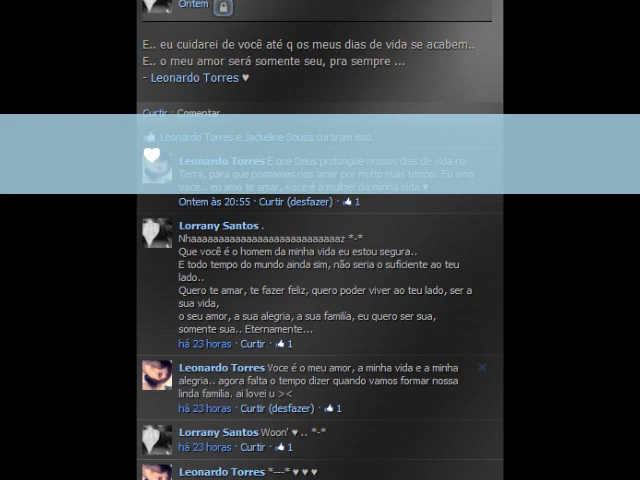 Ontem
E.. eu cuidarei de você até q os meus dias de vida se acabem..
E.. o meu amor será somente seu, pra sempre ...
- Leonardo Torres ♥
Curtir · Comentar
Leonardo Torres e Jackeline Souza curtiram isso.
Leonardo Torres E que Deus prolongue nossos dias de vida na
Terra, para que possamos nos amar por muito mais tempo. Eu amo
voce.. eu amo te amar, voce é a mulher da minha vida ♥
Ontem às 20:55 · Curtir (desfazer) · 1
Lorrany Santos .
Nhaaaaaaaaaaaaaaaaaaaaaaaaaaaaz *-*
Que você é o homem da minha vida eu estou segura..
E todo tempo do mundo ainda sim, não seria o suficiente ao teu
lado..
Quero te amar, te fazer feliz, quero poder viver ao teu lado, ser a
sua vida,
o seu amor, a sua alegria, a sua família, eu quero ser sua,
somente sua.. Eternamente...
há 23 horas · Curtir · 1
Leonardo Torres Voce é o meu amor, a minha vida e a minha
alegria.. agora falta o tempo dizer quando vamos formar nossa
linda familia. ai lovei u ><
há 23 horas · Curtir (desfazer) · 1
Lorrany Santos Woon' ♥ .. *-*
há 23 horas · Curtir · 1
Leonardo Torres *---* ♥ ♥ ♥